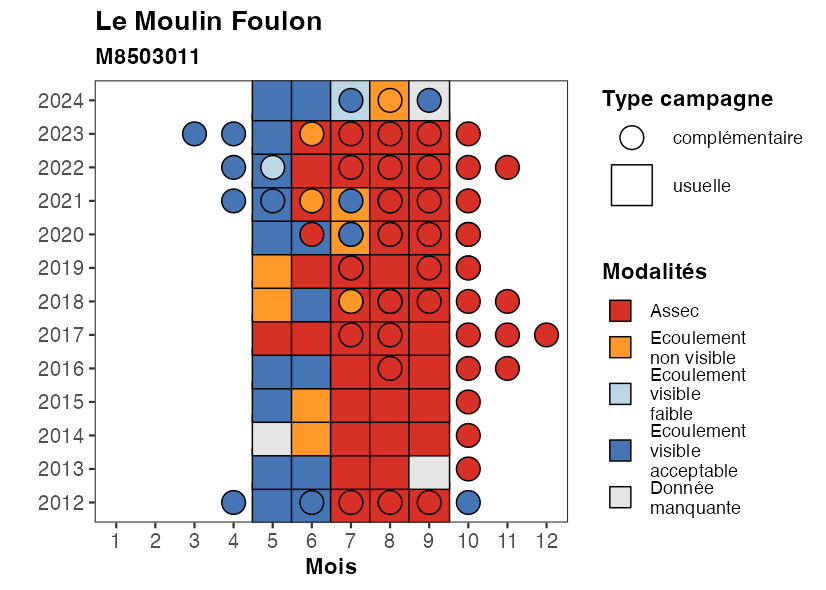 Le Moulin Foulon
M8503011
2024
2023
2022
2021
2020
2019
2018
2017
2016
2015
2014
2013
2012
1 2 3 4 5 6 7 8 9 10 11 12
Mois
Type campagne
complémentaire
usuelle
Modalités
Assec
Ecoulement
non visible
Ecoulement
visible
faible
Ecoulement
visible
acceptable
Donnée
manquante